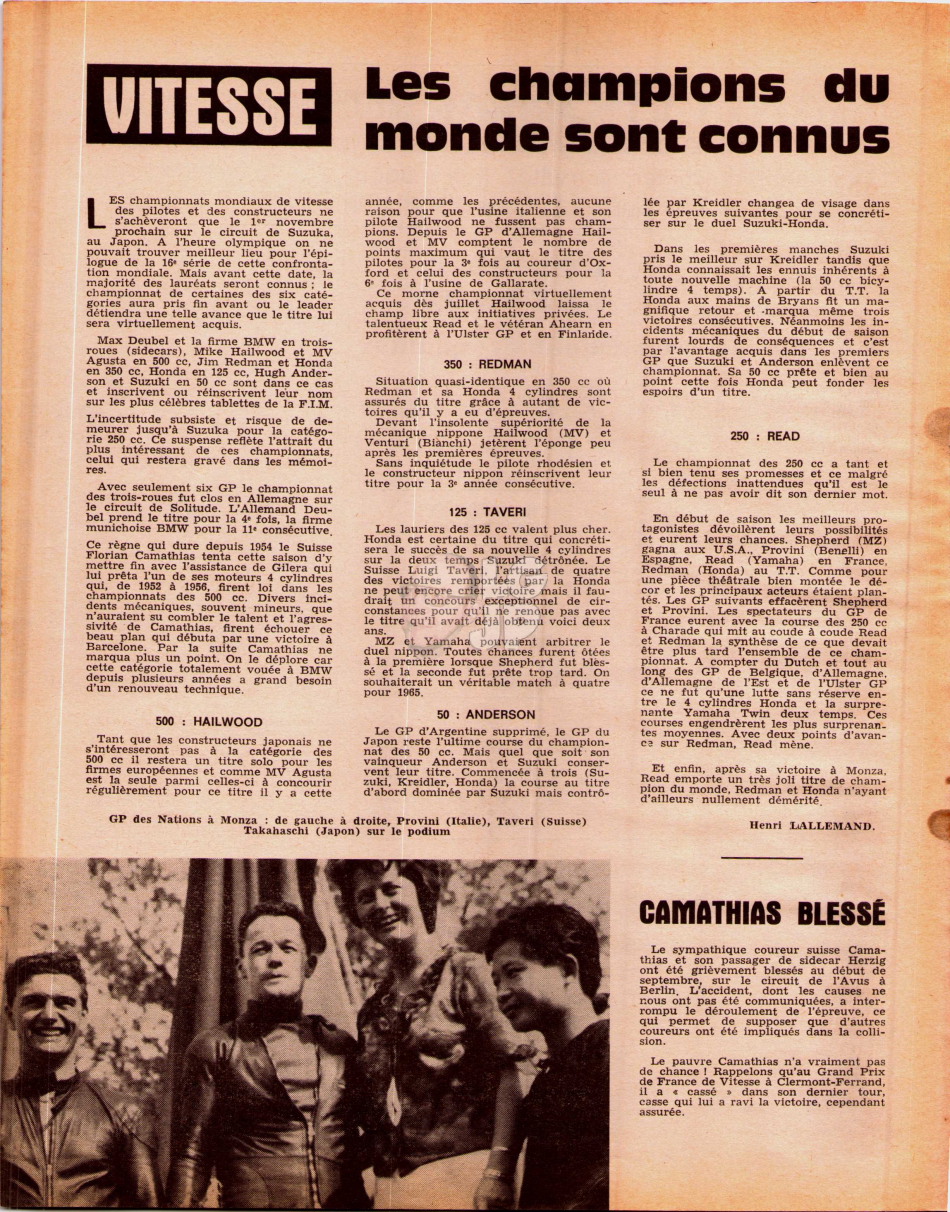 VITESSE
Les champions du
monde sont connus
LES championnats mondiaux de vitesse
des pilotes et des constructeurs ne
s'achèveront que le 1er novembre
prochain sur le circuit de Suzuka,
au Japon. A l'heure olympique on ne
pouvait trouver meilleur lieu pour l'épi-
logue de la 16e série de cette confronta-
tion mondiale. Mais avant cette date, la
majorité des lauréats seront connus ; le
championnat de certaines des six caté-
gories aura pris fin avant ou le leader
détiendra une telle avance que le titre lui
sera virtuellement acquis.
Max Deubel et la firme BMW en trois-
roues (sidecars), Mike Hailwood et MV
Agusta en 500 cc, Jim Redman et Honda
en 350 cc, Honda en 125 cc, Hugh Ander-
son et Suzuki en 50 cc sont dans ce cas
et inscrivent ou réinscrivent leur nom
sur les plus célèbres tablettes de la F.I.M.
L'incertitude subsiste et risque de de-
meurer jusqu'à Suzuka pour la catégo-
rie 250 cc. Ce suspense reflète l'attrait du
plus intéressant de ces championnats,
celui qui restera gravé dans les mémoi-
res.
Avec seulement six GP le championnat
des trois-roues fut clos en Allemagne sur
le circuit de Solitude. L'Allemand Deu-
bel prend le titre pour la 4e fois, la firme
munichoise BMW pour la 11e consécutive.
Ce règne qui dure depuis 1954 le Suisse
Florian Camathias tenta cette saison d'y
mettre fin avec l'assistance de Gilera qui
lui prêta l'un de ses moteurs 4 cylindres
qui, de 1952 à 1956, firent loi dans les
championnats des 500 cc. Divers inci-
dents mécaniques, souvent mineurs, que
n'auraient su combler le talent et l'agres-
sivité de Camathias, firent échouer ce
beau plan qui débuta par une victoire à
Barcelone. Par la suite Camathias ne
marqua plus un point. On le déplore car
cette catégorie totalement vouée à BMW
depuis plusieurs années a grand besoin
d'un renouveau technique.
500 : HAILWOOD
Tant que les constructeurs japonais ne
s'intéresseront pas à la catégorie des
500 cc il restera un titre solo pour les
firmes européennes et comme MV Agusta
est la seule parmi celles-ci à concourir
régulièrement pour ce titre il y a cette
année, comme les précédentes, aucune
raison pour que l'usine italienne et son
pilote Hailwood ne fussent pas cham-
pions. Depuis le GP d'Allemagne Hail-
wood et MV comptent le nombre de
points maximum qui vaut le titre des
pilotes pour la 3e fois au coureur d'Ox-
ford et celui des constructeurs pour la
6e fois à l'usine de Gallarate.
Ce morne championnat virtuellement
acquis dès juillet Hailwood laissa le
champ libre aux initiatives privées. Le
talentueux Read et le vétéran Ahearn en
profitèrent à l'Ulster GP et en Finlande.
350 : REDMAN
Situation quasi-identique en 350 cc où
Redman et sa Honda 4 cylindres sont
assurés du titre grâce à autant de vic-
toires qu'il y a eu d'épreuves.
Devant l'insolente supériorité de la
mécanique nippone Hailwood (MV) et
Venturi (Bianchi) jetèrent l'éponge peu
après les premières épreuves.
Sans inquiétude le pilote rhodésien et
le constructeur nippon réinscrivent leur
titre pour la 3e année consécutive.
125 : TAVERI
Les lauriers des 125 cc valent plus cher.
Honda est certaine du titre qui concréti-
sera le succès de sa nouvelle 4 cylindres
sur la deux temps Suzuki détrônée. Le
Suisse Luigi Taveri, l'artisan de quatre
des victoires remportées par la Honda
ne peut encore crier victoire mais il fau-
drait un concours exceptionnel de cir-
constances pour qu'il ne renoue pas avec
le titre qu'il avait déjà obtenu voici deux
ans.
MZ et Yamaha pouvaient arbitrer le
duel nippon. Toutes chances furent ôtées
à la première lorsque Shepherd fut bles-
sé et la seconde fut prête trop tard. On
souhaiterait un véritable match à quatre
pour 1965.
50 : ANDERSON
Le GP d'Argentine supprimé, le GP du
Japon reste l'ultime course du champion-
nat des 50 cc. Mais quel que soit son
vainqueur Anderson et Suzuki conser-
vent leur titre. Commencée à trois (Su-
zuki, Kreidler, Honda) la course au titre
d'abord dominée par Suzuki mais contrô-
lée par Kreidler changea de visage dans
les épreuves suivantes pour se concréti-
ser sur le duel Suzuki-Honda.
Dans les premières manches Suzuki
pris le meilleur sur Kreidler tandis que
Honda connaissait les ennuis inhérents à
toute nouvelle machine (la 50 cc bicy-
lindre 4 temps). A partir du T.T. la
Honda aux mains de Bryans fit un ma-
gnifique retour et marqua même trois
victoires consécutives. Néanmoins les in-
cidents mécaniques du début de saison
furent lourds de conséquences et c'est
par l'avantage acquis dans les premiers
GP que Suzuki et Anderson enlèvent ce
championnat. Sa 50 cc prête et bien au
point cette fois Honda peut fonder les
espoirs d'un titre.
250 : READ
Le championnat des 250 cc a tant et
si bien tenu ses promesses et ce malgré
les défections inattendues qu'il est le
seul à ne pas avoir dit son dernier mot.
En début de saison les meilleurs pro-
tagonistes dévoilèrent leurs possibilités
et eurent leurs chances. Shepherd (MZ)
gagna aux U.S.A., Provini (Benelli) en
Espagne, Read (Yamaha) en France,
Redman (Honda) au T.T. Comme pour
une pièce théâtrale bien montée le dé-
cor et les principaux acteurs étaient plan-
tés. Les GP suivants effacèrent Shepherd
et Provini. Les spectateurs du GP de
France eurent avec la course des 250 cc
à Charade qui mit au coude à coude Read
et Redman la synthèse de ce que devait
être plus tard l'ensemble de ce cham-
pionnat. A compter du Dutch et tout au
long des GP de Belgique, d'Allemagne,
d'Allemagne de l'Est et de l'Ulster GP
ce ne fut qu'une lutte sans réserve en-
tre le 4 cylindres Honda et la surpre-
nante Yamaha Twin deux temps. Ces
courses engendrèrent les plus surprenan-
tes moyennes. Avec deux points d'avan-
ce sur Redman, Read mène.
Et enfin, après sa victoire à Monza,
Read emporte un très joli titre de cham-
pion du monde, Redman et Honda n'ayant
d'ailleurs nullement démérité.
Henri LALLEMAND.
GP des Nations à Monza : de gauche à droite, Provini (Italie), Taveri (Suisse)
Takahaschi (Japon) sur le podium
CAMATHIAS BLESSÉ
Le sympathique coureur suisse Cama-
thias et son passager de sidecar Herzig
ont été grièvement blessés au début de
septembre, sur le circuit de l'Avus à
Berlin. L'accident, dont les causes ne
nous ont pas été communiquées, a inter-
rompu le déroulement de l'épreuve, ce
qui permet de supposer que d'autres
coureurs ont été impliqués dans la colli-
sion.
Le pauvre Camathias n'a vraiment pas
de chance ! Rappelons qu'au Grand Prix
de France de Vitesse à Clermont-Ferrand,
il a « cassé » dans son dernier tour,
casse qui lui a ravi la victoire, cependant
assurée.